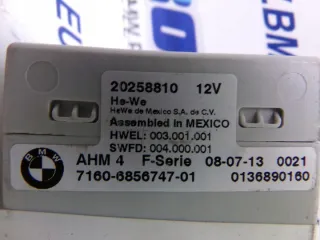 20258810 12V
He-We
HeWe de Mexico S.A. de C.V.
Assembled in MEXICO
HWEL: 003.001.001
SWFD: 004.000.001
BMW
AHM 4 F-Serie 08-07-13 0021
7160-6856747-01 0136890160